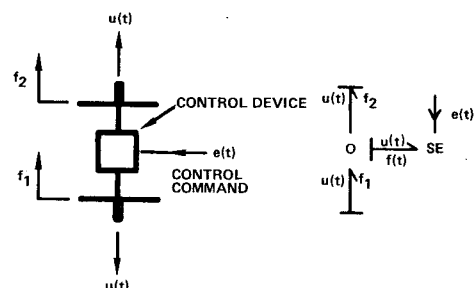 u(t)
f2
CONTROL DEVICE
e(t)
CONTROL
COMMAND
f1
u(t)
u(t) f2
e(t)
O u(t) SE
f(t)
u(t) f1